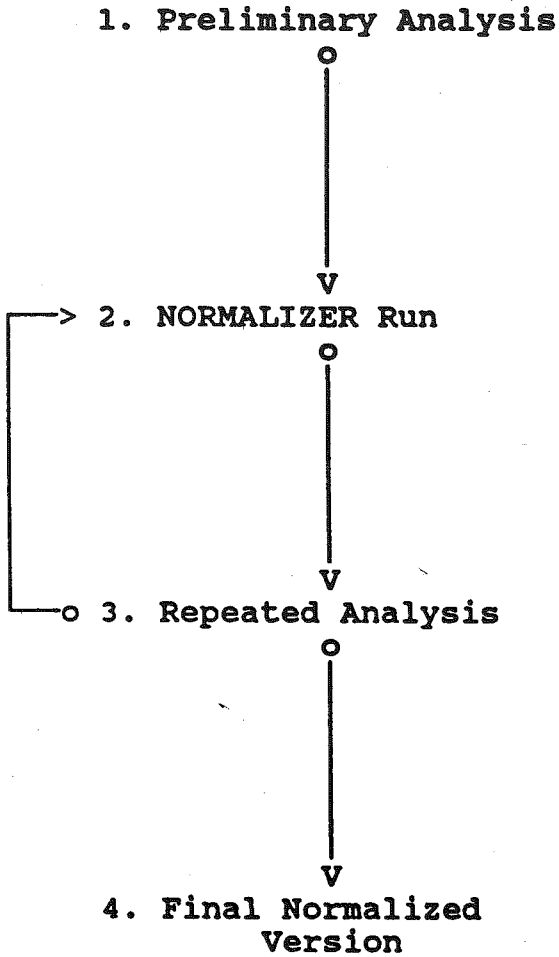 1. Preliminary Analysis
2. NORMALIZER Run
3. Repeated Analysis
4. Final Normalized
Version